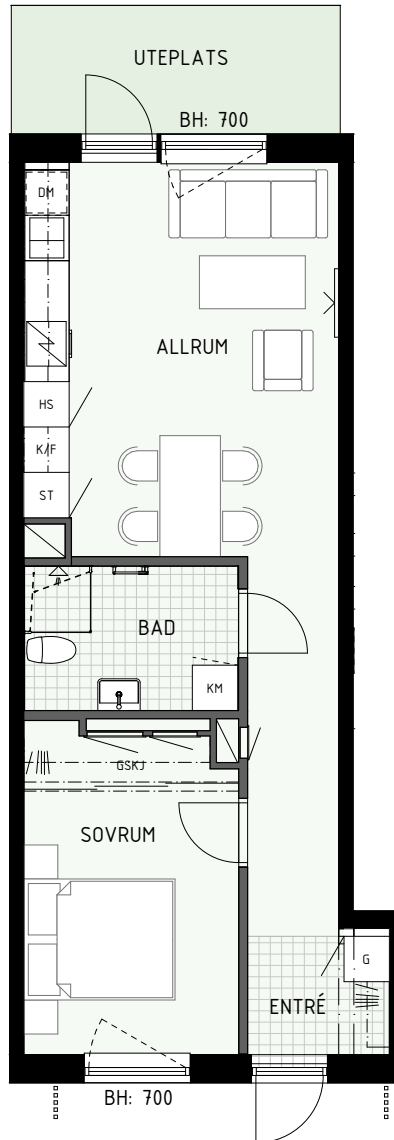 UTEPLATS
BH: 700
DM
ALLRUM
HS
K/F
ST
BAD
KM
GSKJ
SOVRUM
G
ENTRÉ
BH: 700